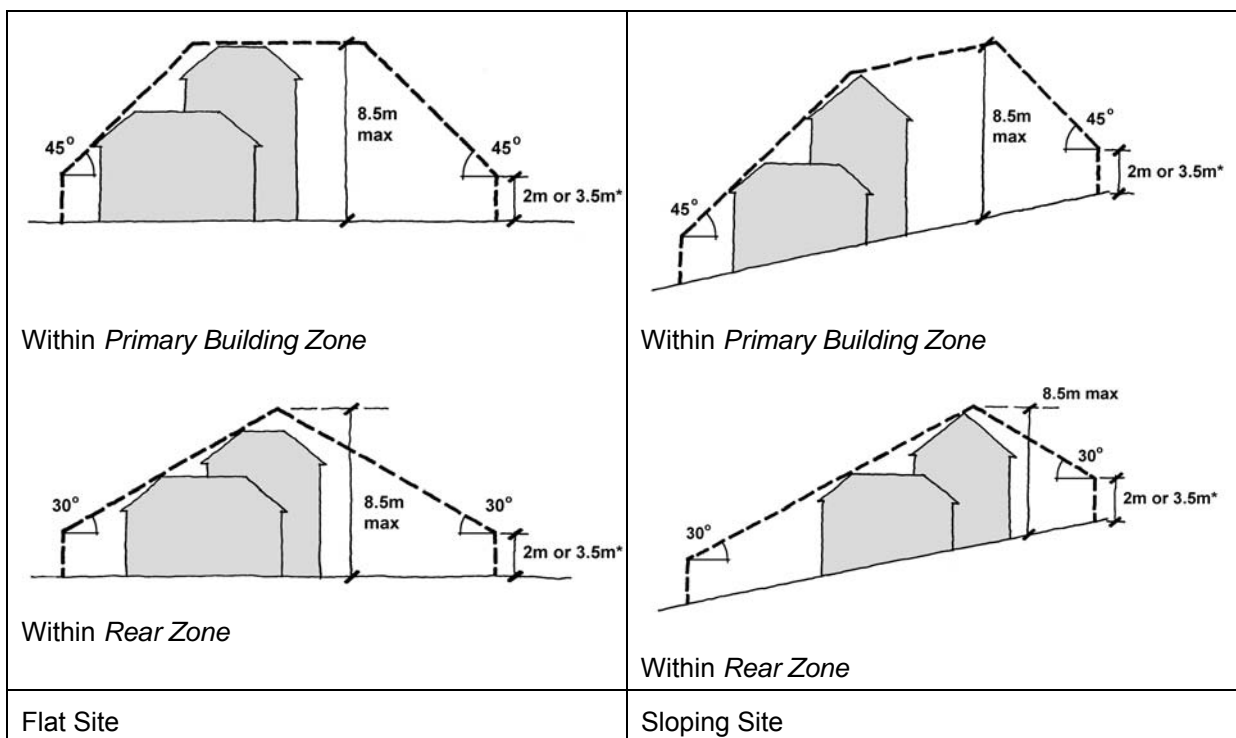 8.5m
max
45°
45°
2m or 3.5m*
Within Primary Building Zone
8.5m
max
45°
45°
2m or 3.5m*
Within Primary Building Zone
30°
8.5m
max
30°
2m or 3.5m*
Within Rear Zone
8.5m max
30°
30°
2m or 3.5m*
Within Rear Zone
Flat Site
Sloping Site